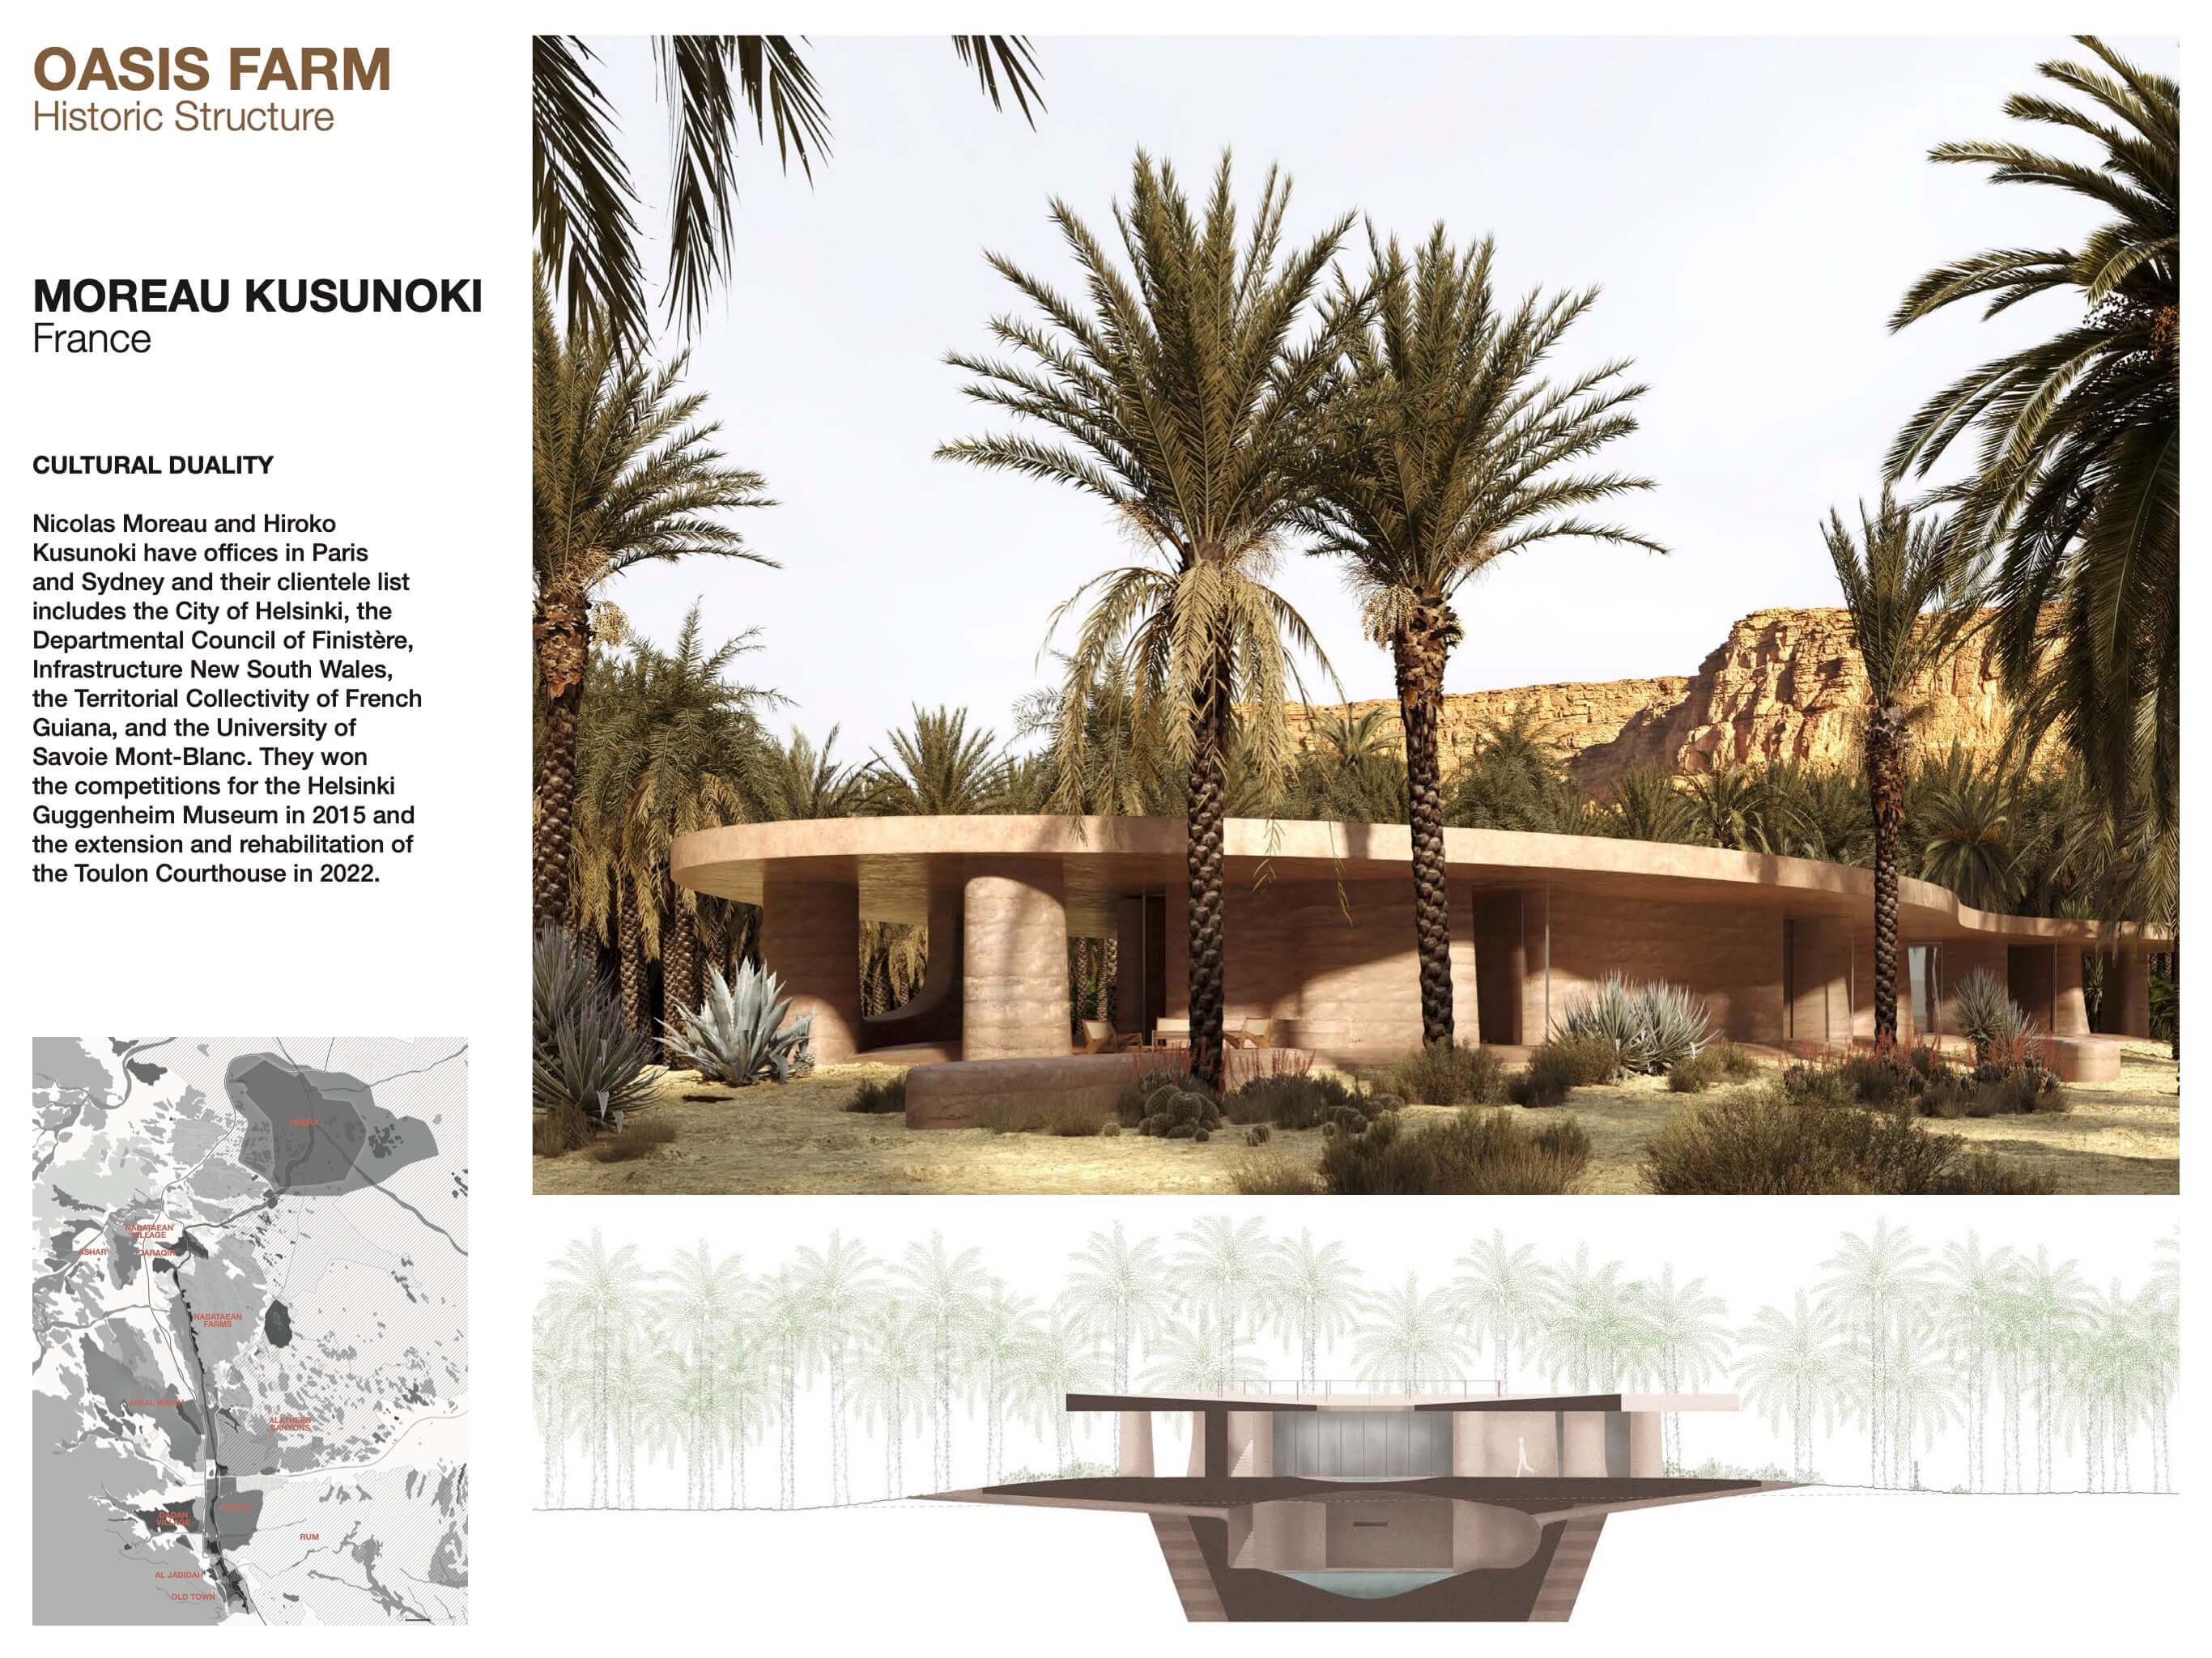 OASIS FARM
Historic Structure
MOREAU KUSUNOKI
France
CULTURAL DUALITY
Nicolas Moreau and Hiroko
Kusunoki have offices in Paris
and Sydney and their clientele list
includes the City of Helsinki, the
Departmental Council of Finistère,
Infrastructure New South Wales,
the Territorial Collectivity of French
Guiana, and the University of
Savoie Mont-Blanc. They won
the competitions for the Helsinki
Guggenheim Museum in 2015 and
the extension and rehabilitation of
the Toulon Courthouse in 2022.
HEGRA
NABATAEAN
VILLAGE
ASHAR
QARAQIR
NABATAEAN
FARMS
JABAL
ALATHEEB
CANYONS
DADAN
VILLAGE
RUM
AL JADIDAH
OLD TOWN